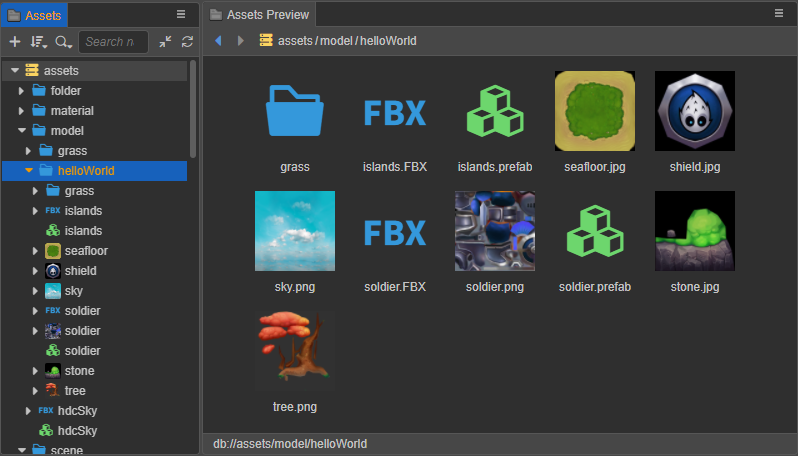 Assets
Search n
assets
folder
material
model
grass
helloWorld
grass
FBX islands
islands
seafloor
shield
sky
FBX soldier
soldier
soldier
stone
tree
FBX hdcSky
hdcSky
scene
Assets Preview
assets / model / helloWorld
FBX
grass islands.FBX islands.prefab seafloor.jpg shield.jpg
FBX
sky.png soldier.FBX soldier.png soldier.prefab stone.jpg
tree.png
db://assets/model/helloWorld